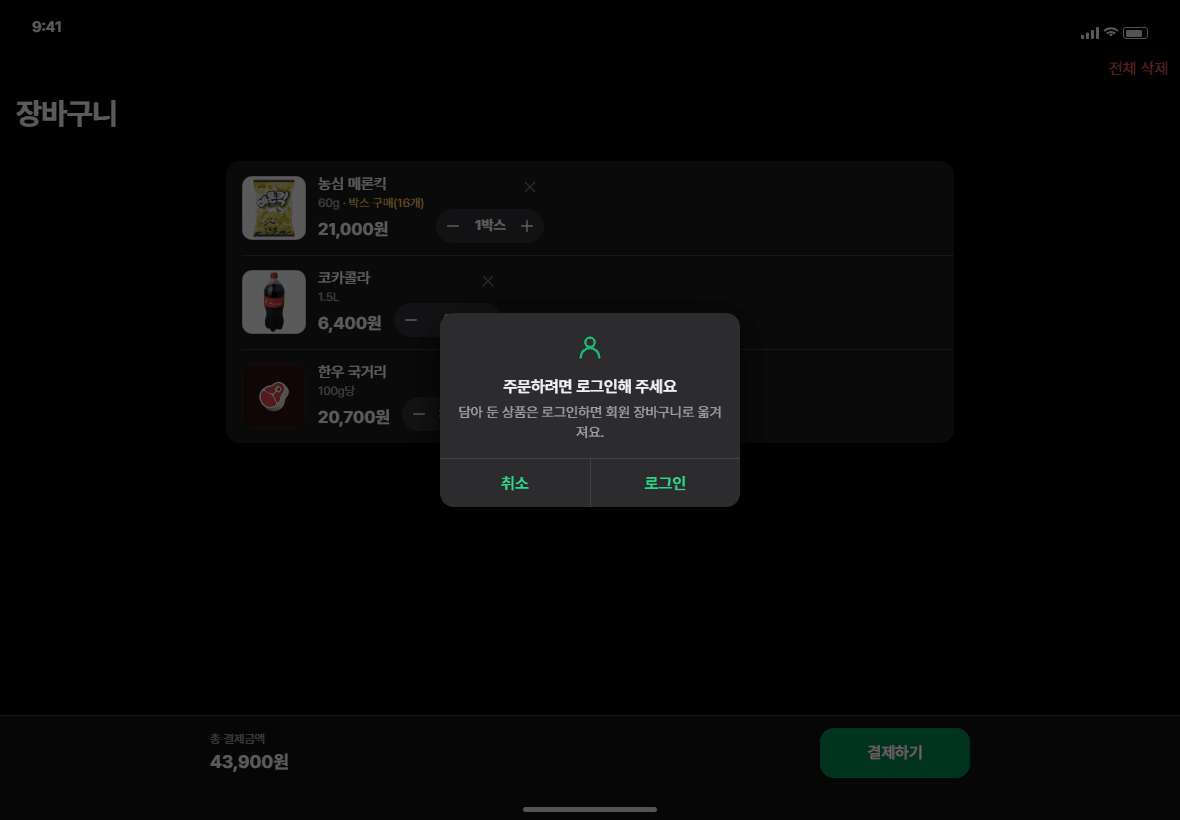 9:41
전체 삭제
장바구니
메론킥
농심 메론킥
60g · 박스 구매(16개)
21,000원
1박스
코카콜라
1.5L
6,400원
한우 국거리
100g당
20,700원
주문하려면 로그인해 주세요
담아 둔 상품은 로그인하면 회원 장바구니로 옮겨
져요.
취소
로그인
총 결제금액
43,900원
결제하기